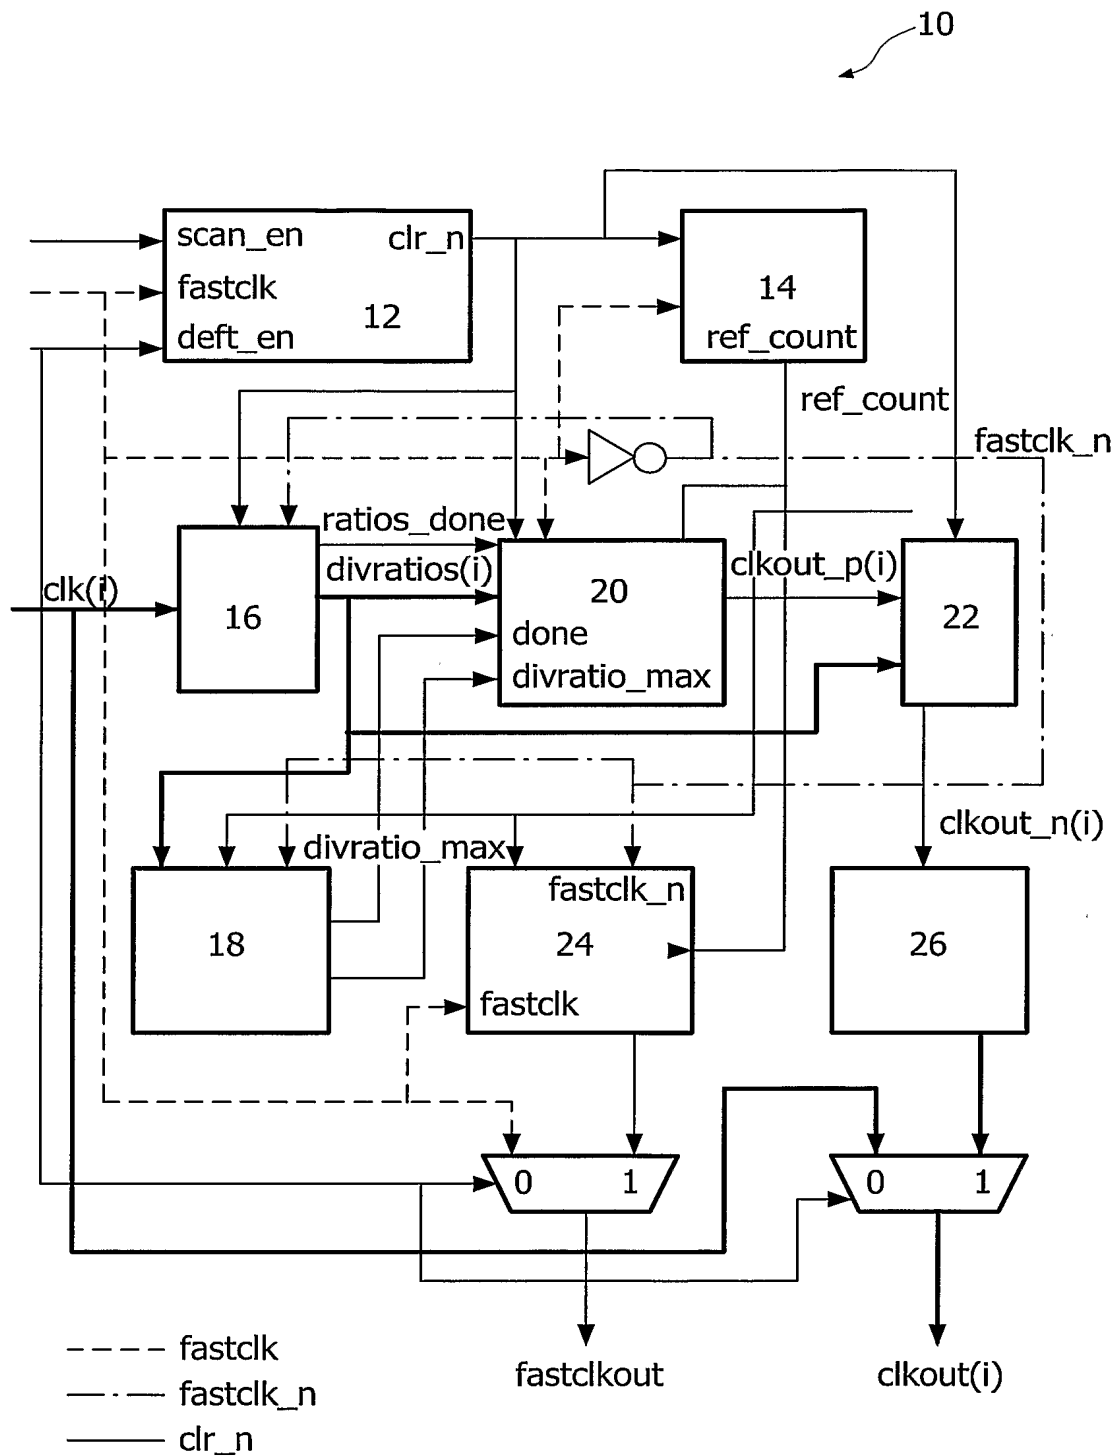 10
scan_en
clr_n
fastclk
12
deft_en
14
ref_count
ref_count
fastclk_n
ratios_done
clk(i)
divratios(i)
clkout_p(i)
16
20
22
done
divratio_max
clkout_n(i)
divratio_max
fastclk_n
18
24
26
fastclk
0
1
0
1
fastclk
fastclkout
clkout(i)
fastclk_n
clr_n